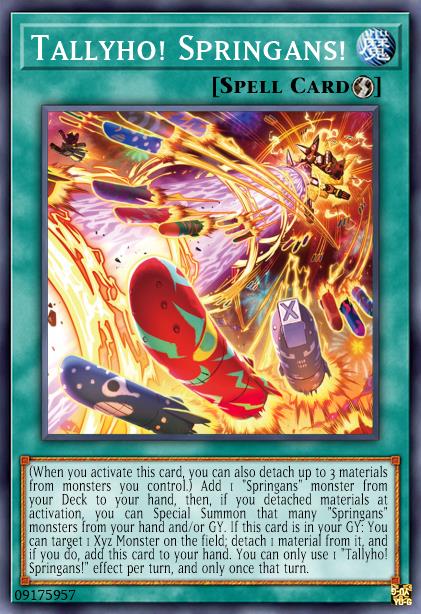 TALLYHO! SPRINGANS!
魔
[SPELL CARD]
X
(When you activate this card, you can also detach up to 3 materials
from monsters you control.) Add 1 "Springans" monster from
your Deck to your hand, then, if you detached materials at
activation, you can Special Summon that many "Springans"
monsters from your hand and/or GY. If this card is in your GY: You
can target 1 Xyz Monster on the field; detach 1 material from it, and
if you do, add this card to your hand. You can only use 1 "Tallyho!
Springans!" effect per turn, and only once that turn.
09175957